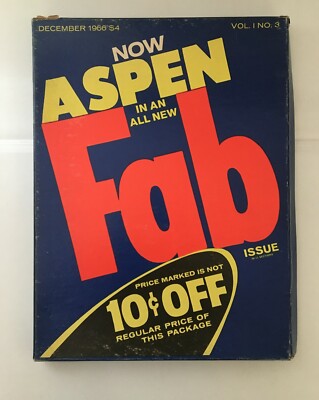 DECEMBER 1966 $4
VOL. I NO. 3
NOW
ASPEN
IN AN
ALL NEW
Fab
ISSUE
PRICE MARKED IS NOT
10¢ OFF
REGULAR PRICE OF
THIS PACKAGE